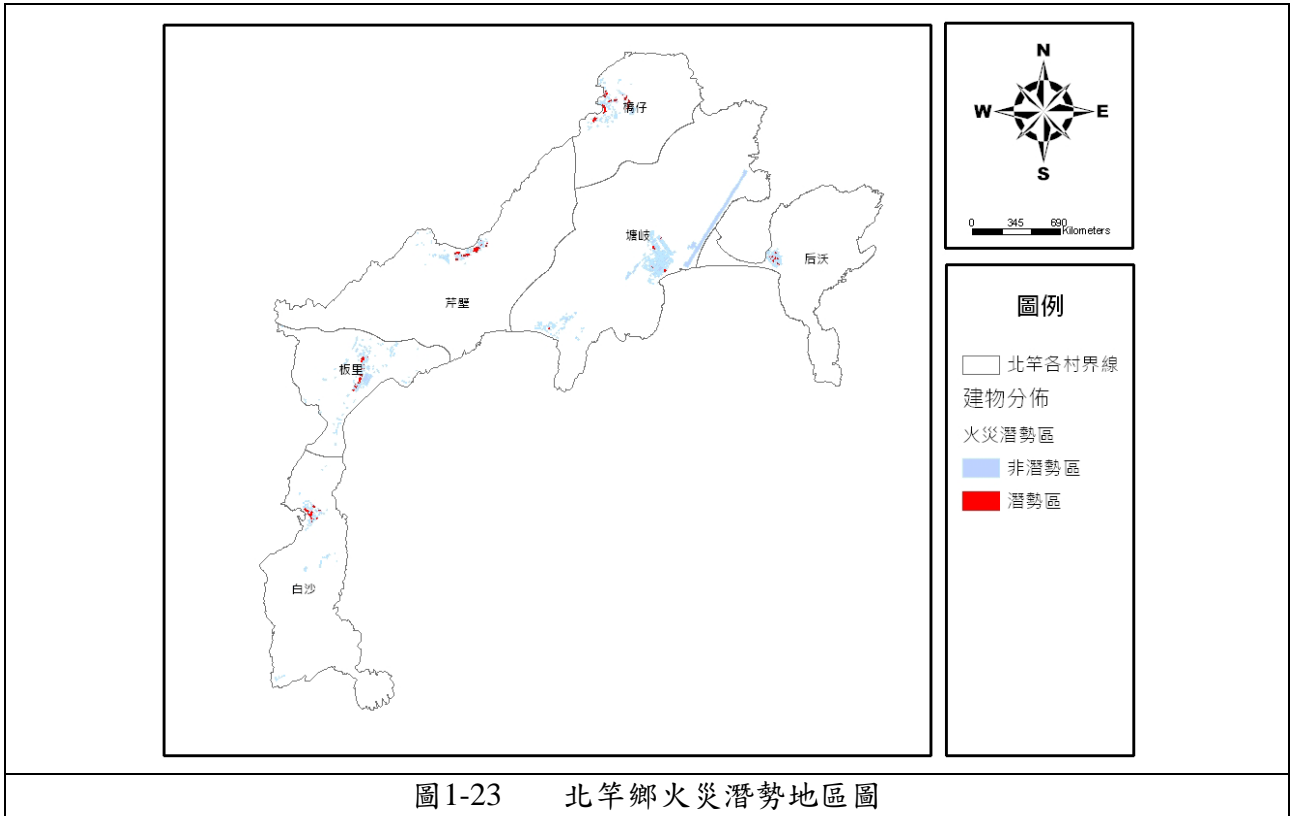 橋仔
塘岐
后沃
芹壁
板里
白沙
N
W E
S
0 345 690
Kilometers
圖例
北竿各村界線
建物分佈
火災潛勢區
非潛勢區
潛勢區
圖1-23 北竿鄉火災潛勢地區圖